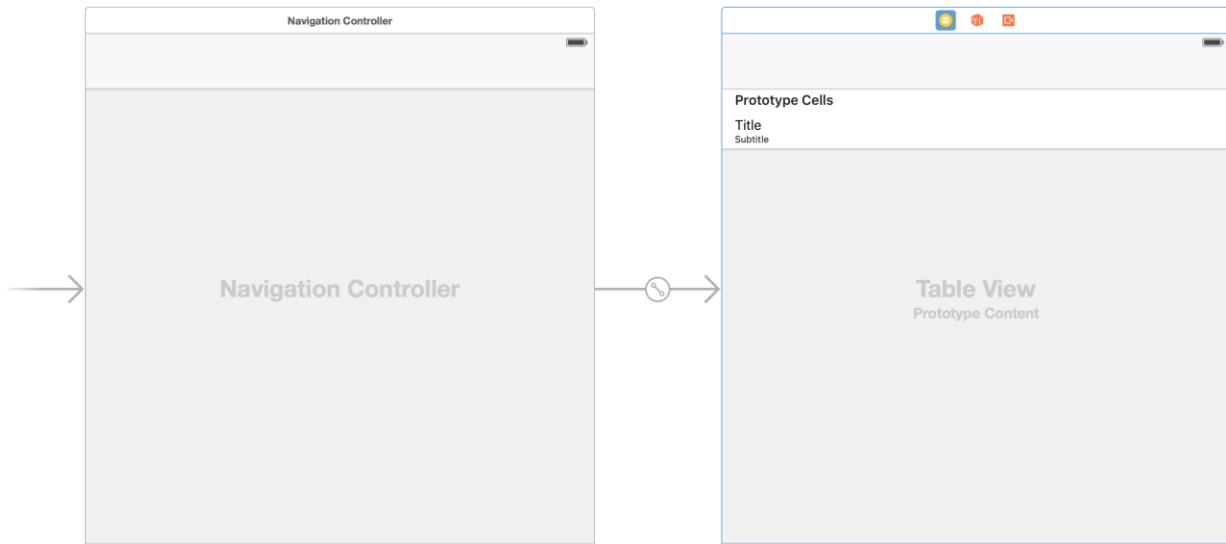 Navigation Controller
Navigation Controller
Prototype Cells
Title
Subtitle
Table View
Prototype Content